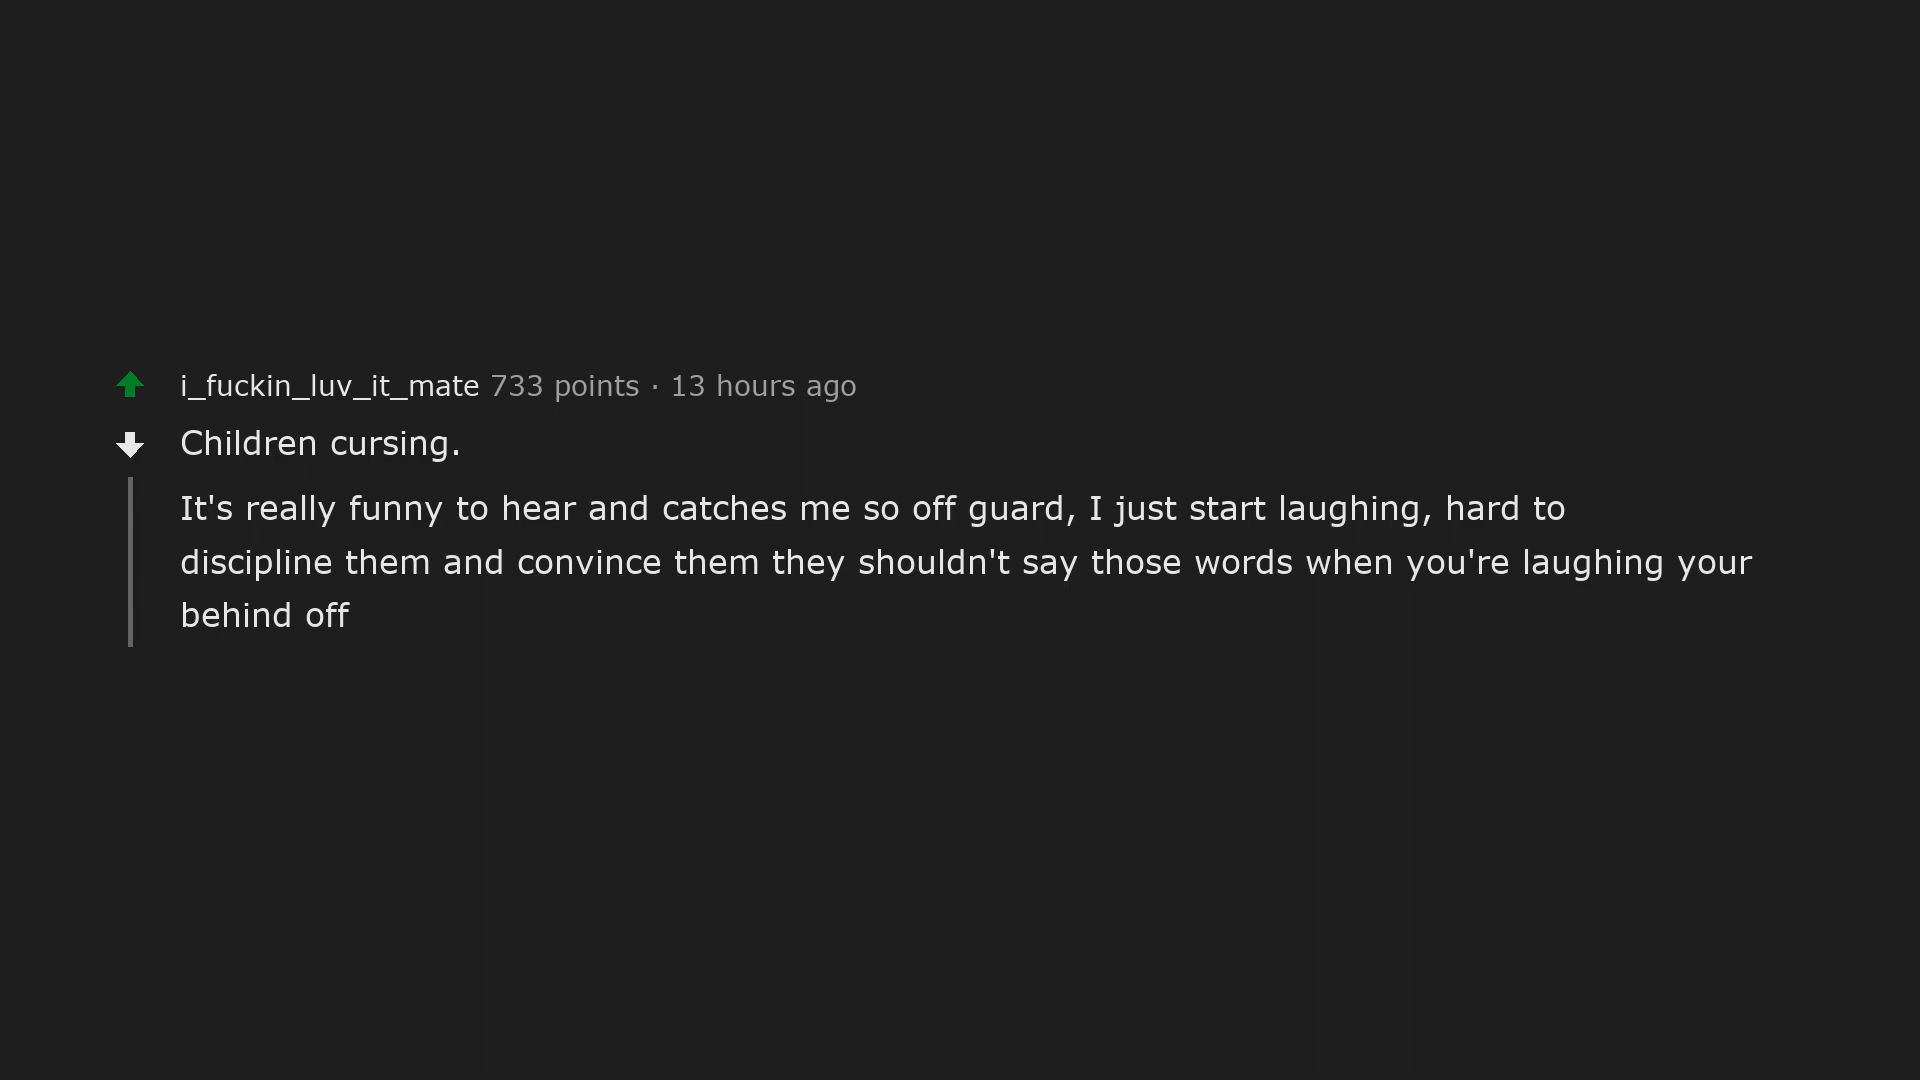 i_fuckin_luv_it_mate 733 points · 13 hours ago
Children cursing.
It's really funny to hear and catches me so off guard, I just start laughing, hard to
discipline them and convince them they shouldn't say those words when you're laughing your
behind off